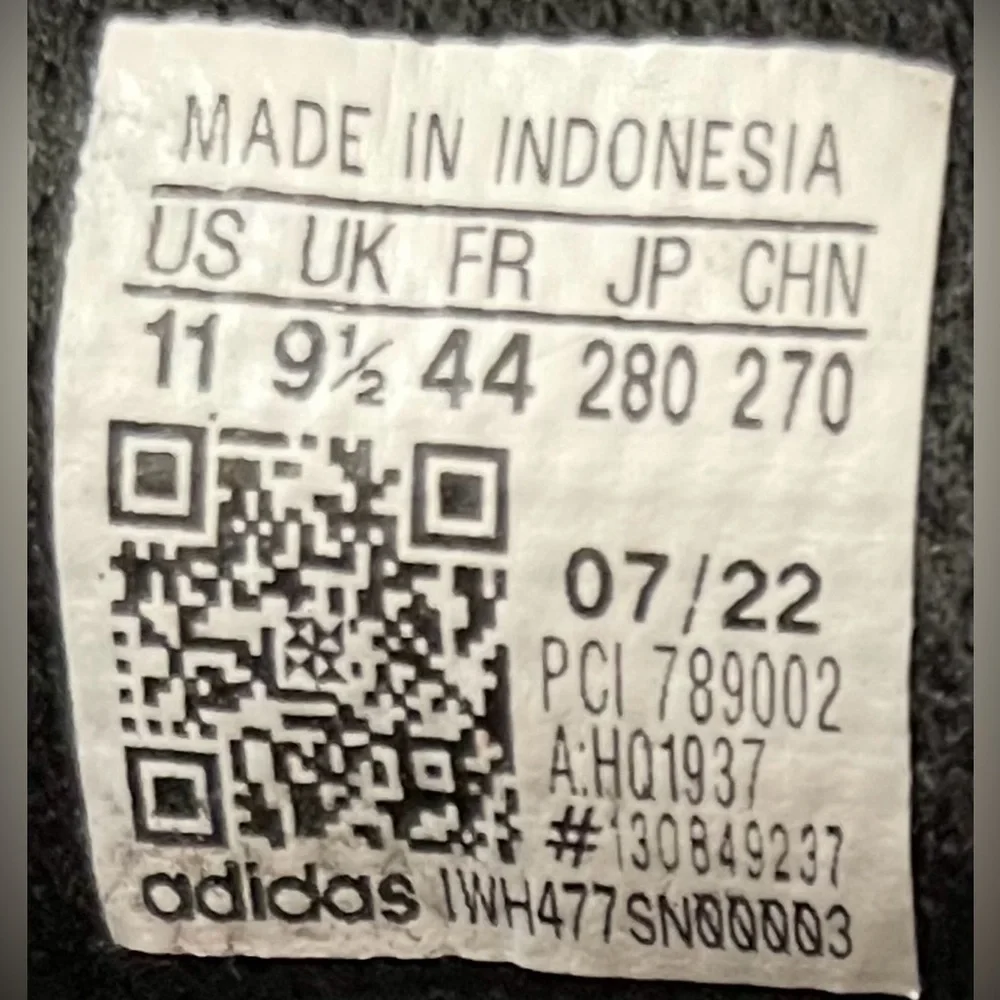 MADE IN INDONESIA
US UK FR JP CHN
11 9½ 44 280 270
07/22
PCI 789002
A:HQ1937
#130849237
adidas 1WH477SN00003